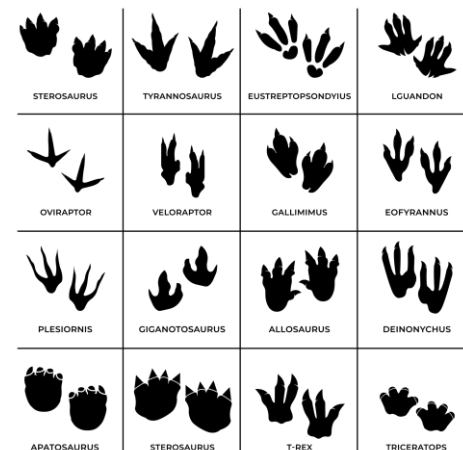 STEROSAURUS
TYRANNOSAURUS
EUSTREPTOPSONDYIUS
LGUANDON
OVIRAPTOR
VELORAPTOR
GALLIMIMUS
EOFYRANNUS
PLESIORNIS
GIGANOTOSAURUS
ALLOSAURUS
DEINONYCHUS
APATOSAURUS
STEROSAURUS
T-REX
TRICERATOPS